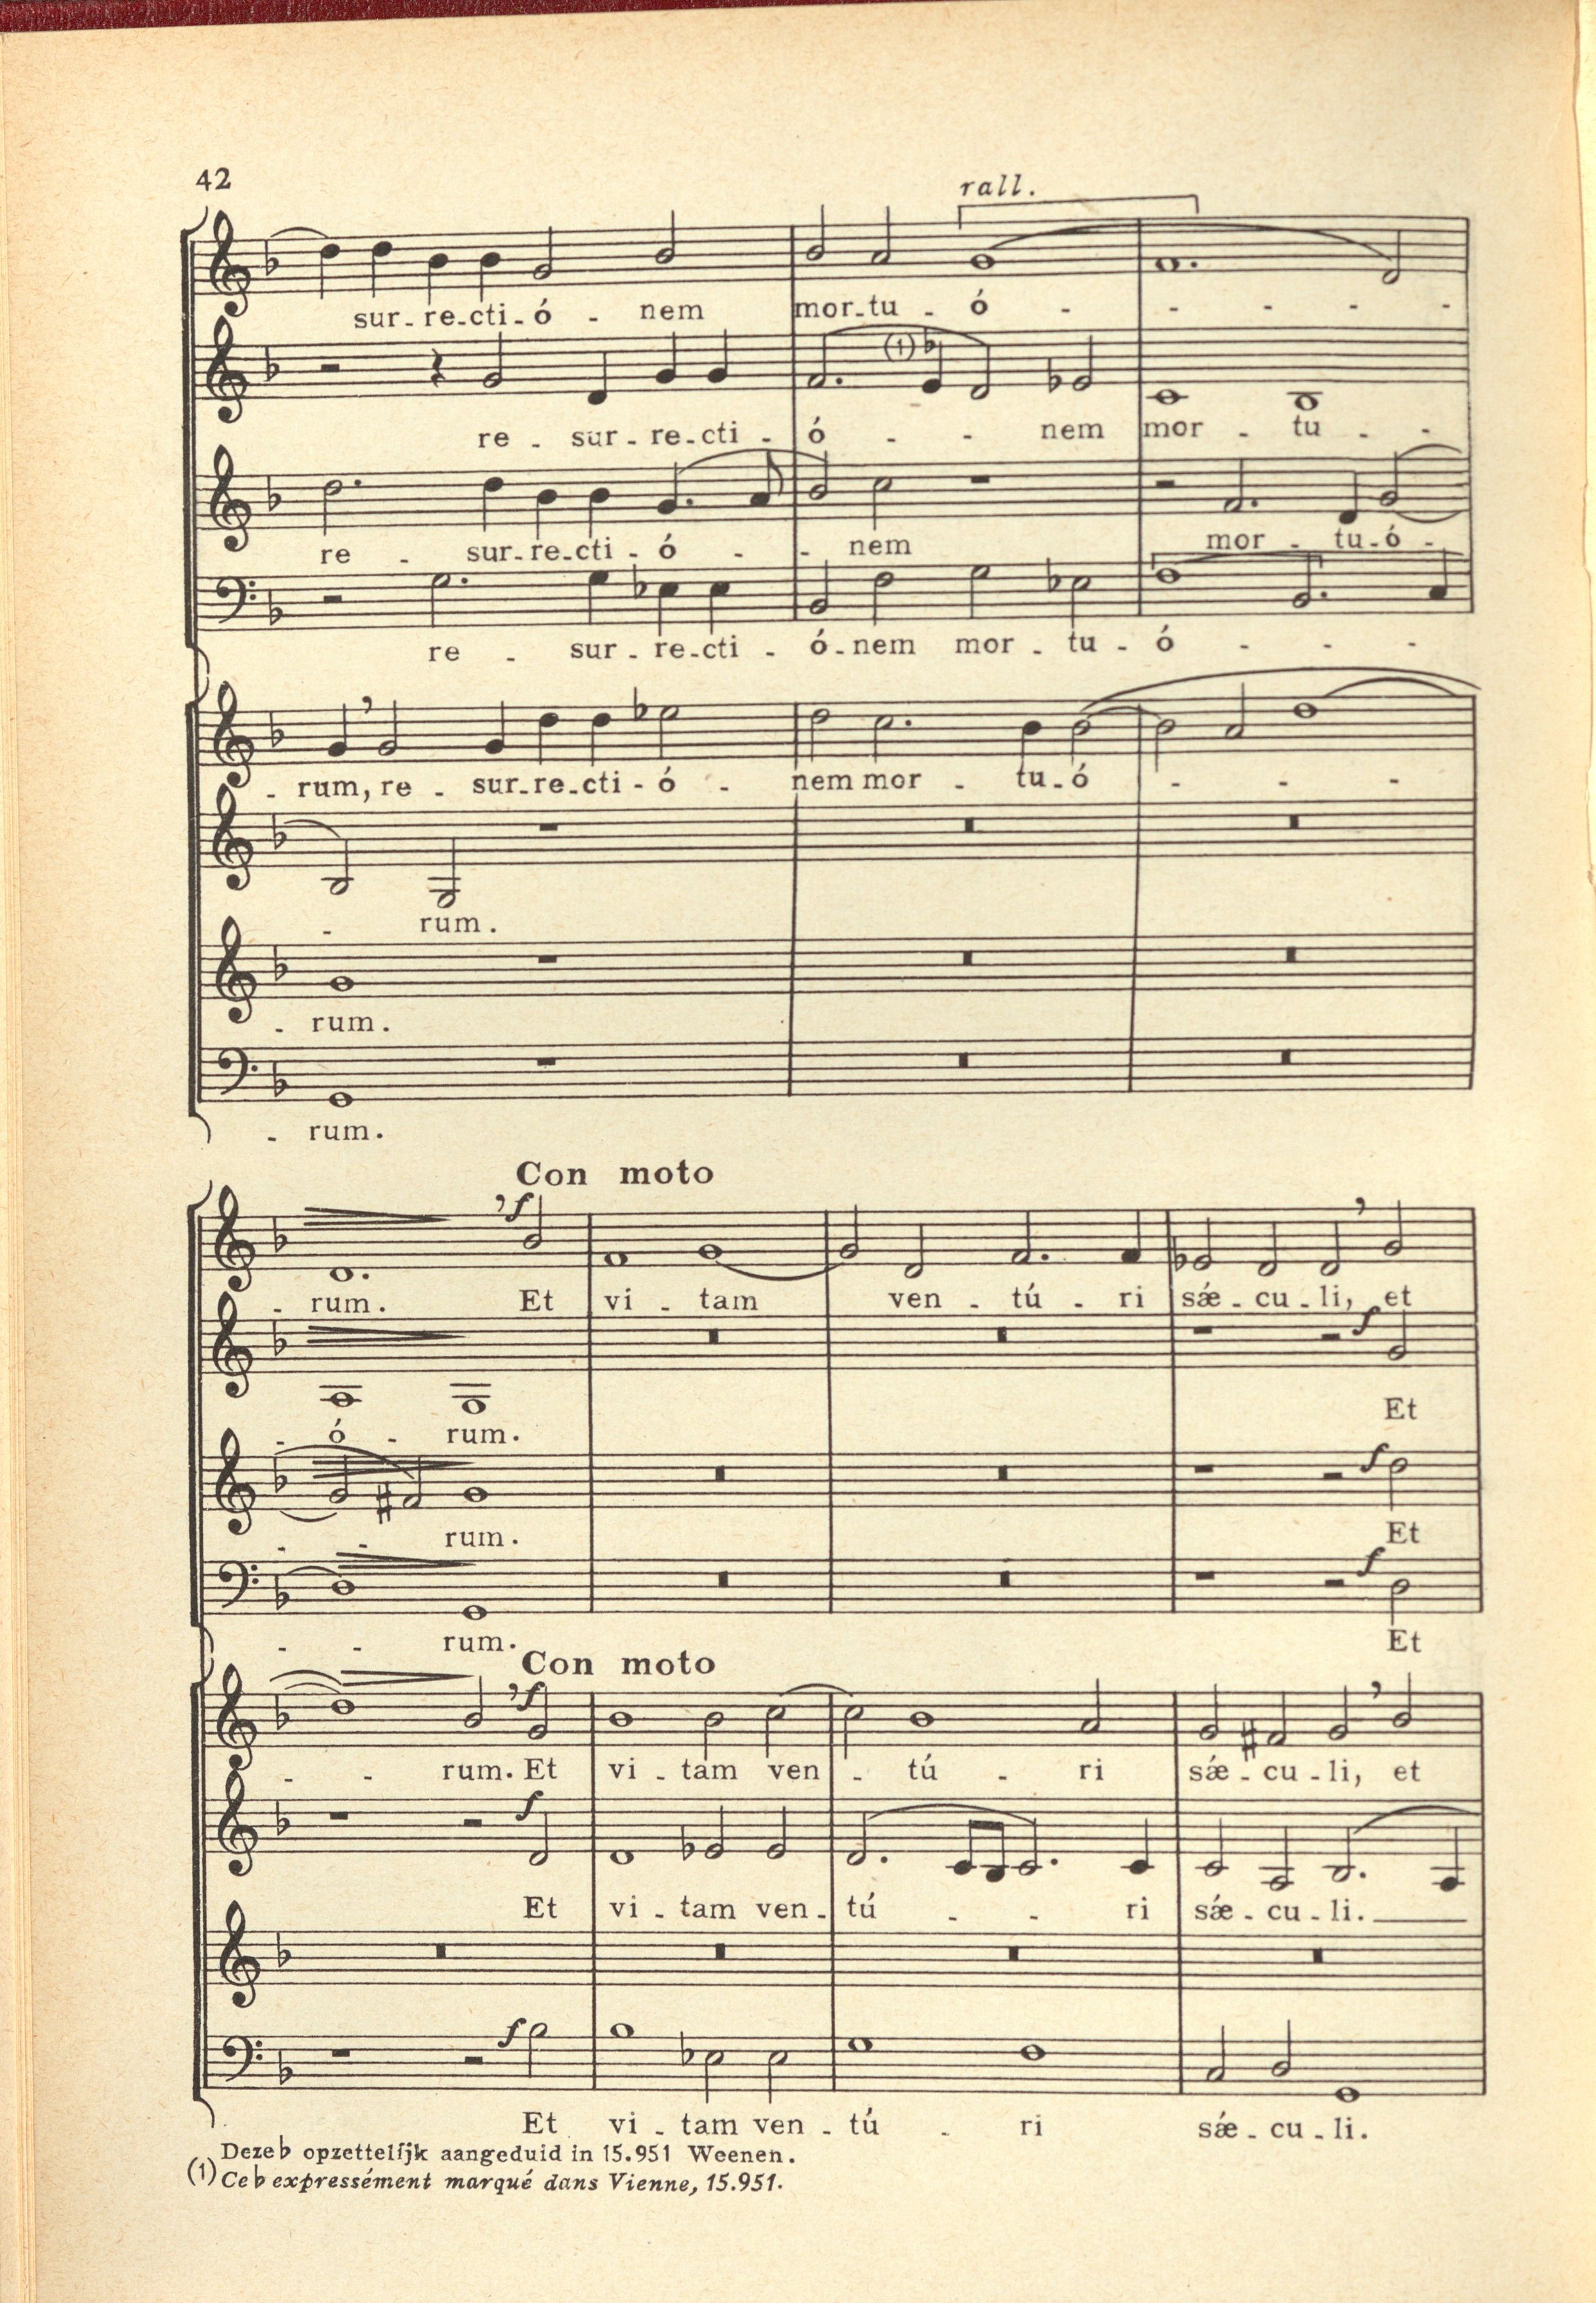 42
rall.
sur-re-cti-ó-nem mor-tu-ó-
(1)
re-sur-re-cti-ó-nem mor-tu-
re-sur-re-cti-ó-nem mor-tu-ó-
re-sur-re-cti-ó-nem mor-tu-ó-
-rum, re-sur-re-cti-ó-nem mor-tu-ó-
-rum.
-rum.
-rum.
Con moto
f
-rum. Et vi-tam ven-tú-ri sǽ-cu-li, et
f
-ó-rum. Et
f
-rum. Et
f
-rum. Et
Con moto
f
-rum. Et vi-tam ven-tú-ri sǽ-cu-li, et
f
Et vi-tam ven-tú-ri sǽ-cu-li.
f
Et vi-tam ven-tú-ri sǽ-cu-li.
Deze ♭ opzettelijk aangeduid in 15.951 Weenen.
(1) Ce ♭ expressément marqué dans Vienne, 15.951.